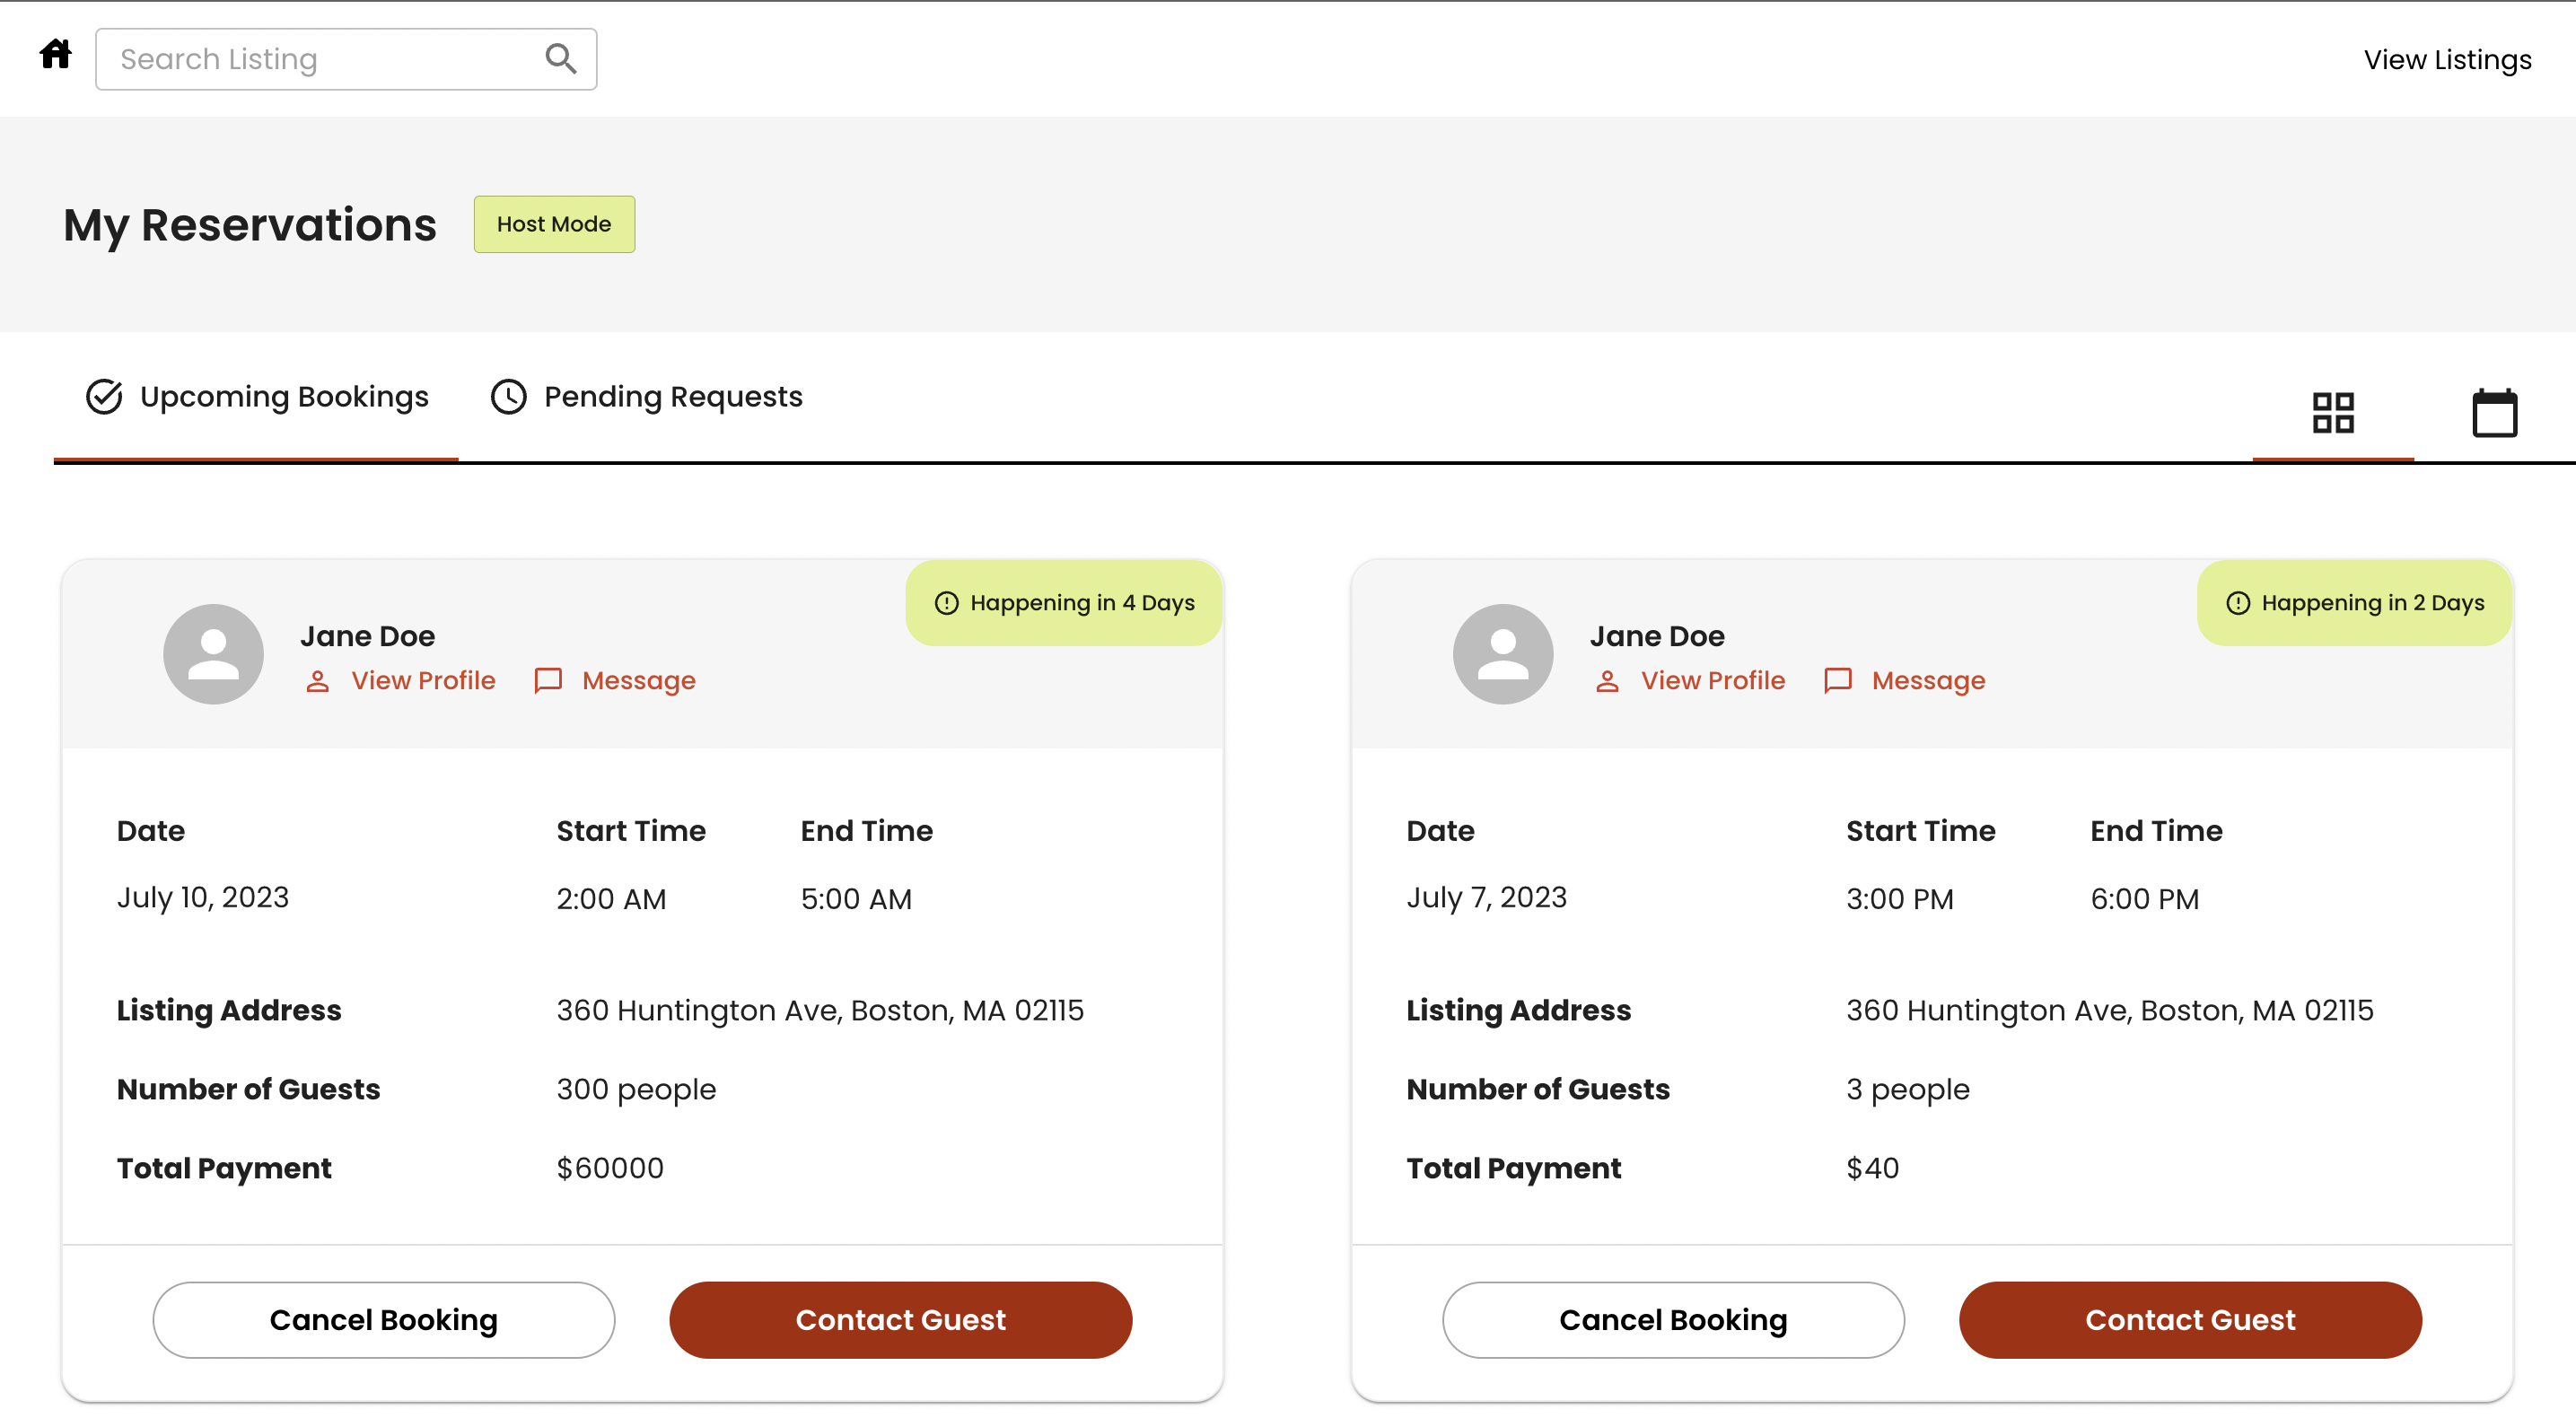 Search Listing
View Listings
My Reservations
Host Mode
Upcoming Bookings
Pending Requests
Happening in 4 Days
Jane Doe
View Profile
Message
Date
Start Time
End Time
July 10, 2023
2:00 AM
5:00 AM
Listing Address
360 Huntington Ave, Boston, MA 02115
Number of Guests
300 people
Total Payment
$60000
Cancel Booking
Contact Guest
Happening in 2 Days
Jane Doe
View Profile
Message
Date
Start Time
End Time
July 7, 2023
3:00 PM
6:00 PM
Listing Address
360 Huntington Ave, Boston, MA 02115
Number of Guests
3 people
Total Payment
$40
Cancel Booking
Contact Guest